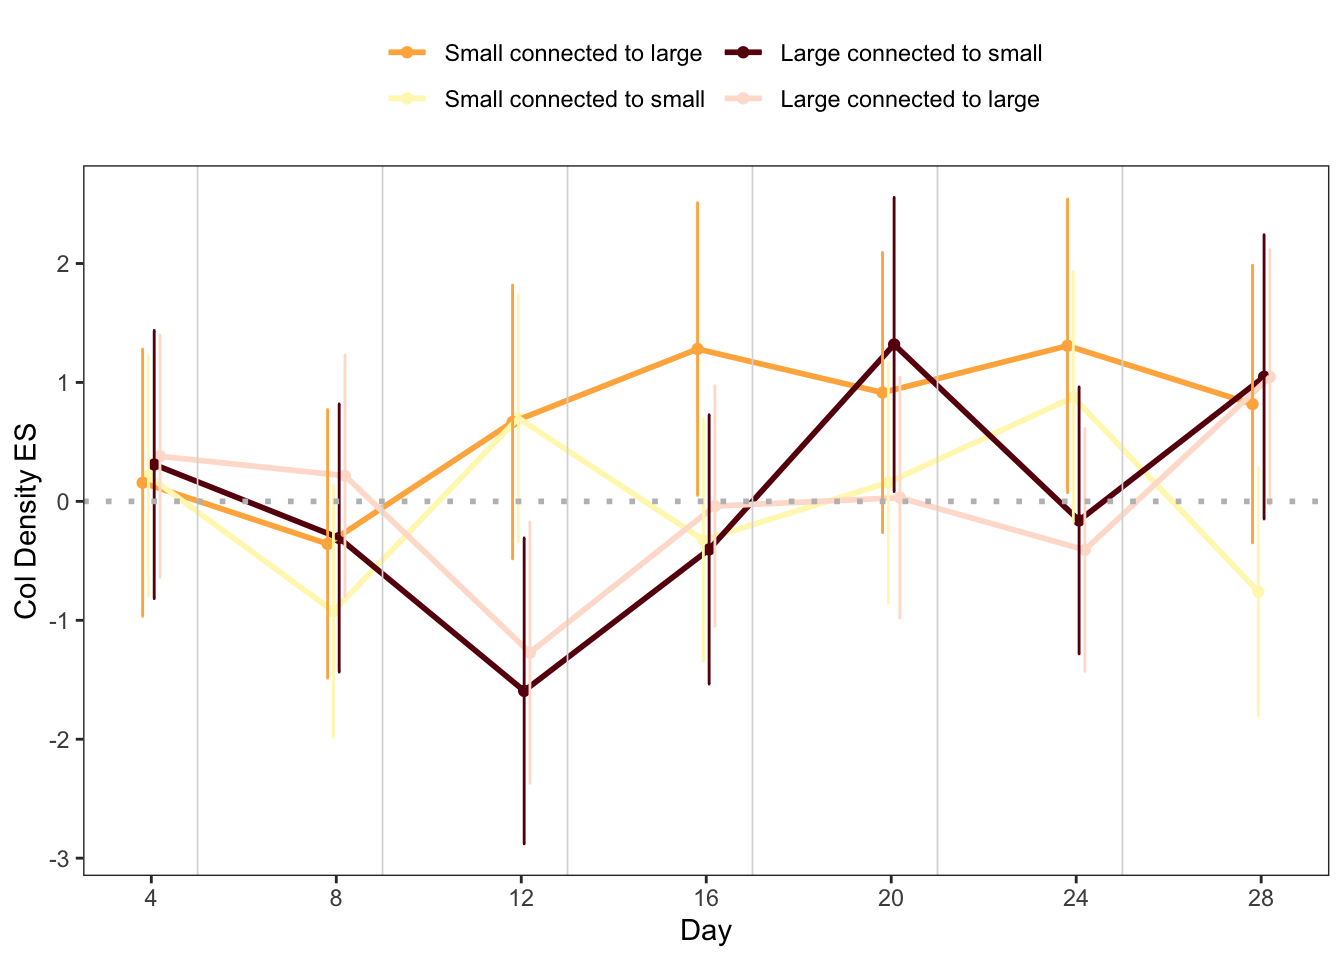 Small connected to large Large connected to small
Small connected to small Large connected to large
Col Density ES
2
1
0
-1
-2
-3
4 8 12 16 20 24 28
Day